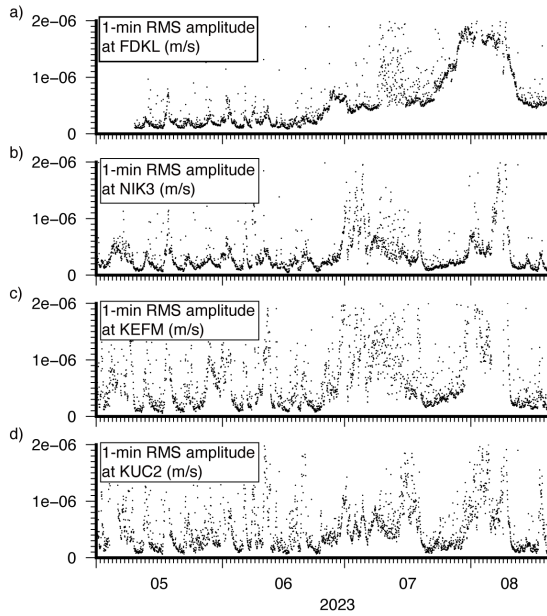 a)
2e−06
1−min RMS amplitude
at FDKL (m/s)
1e−06
0
b)
2e−06
1−min RMS amplitude
at NIK3 (m/s)
1e−06
0
c)
2e−06
1−min RMS amplitude
at KEFM (m/s)
1e−06
0
d)
2e−06
1−min RMS amplitude
at KUC2 (m/s)
1e−06
0
05 06 07 08
2023